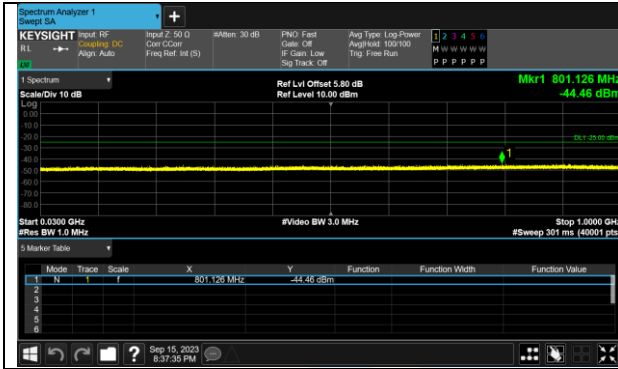 Spectrum Analyzer 1
Swept SA
+
KEYSIGHT Input: RF Input Z: 50 Ω #Atten: 30 dB PNO: Fast Avg Type: Log-Power 1 2 3 4 5 6
RL Coupling: DC Corr CCorr Gate: Off Avg|Hold: 100/100 M W W W W W
Align: Auto Freq Ref: Int (S) IF Gain: Low Trig: Free Run
Sig Track: Off P P P P P P
1 Spectrum Ref Lvl Offset 5.80 dB Mkr1 801.126 MHz
Scale/Div 10 dB Ref Level 10.00 dBm -44.46 dBm
Log
0.00
-10.0
-20.0
DL1 -25.00 dBm
-30.0
1
-40.0
-50.0
-60.0
-70.0
-80.0
Start 0.0300 GHz #Video BW 3.0 MHz Stop 1.0000 GHz
#Res BW 1.0 MHz #Sweep 301 ms (40001 pts)
5 Marker Table
Mode Trace Scale X Y Function Function Width Function Value
1 N 1 f 801.126 MHz -44.46 dBm
2
3
4
5
6
? Sep 15, 2023
8:37:35 PM